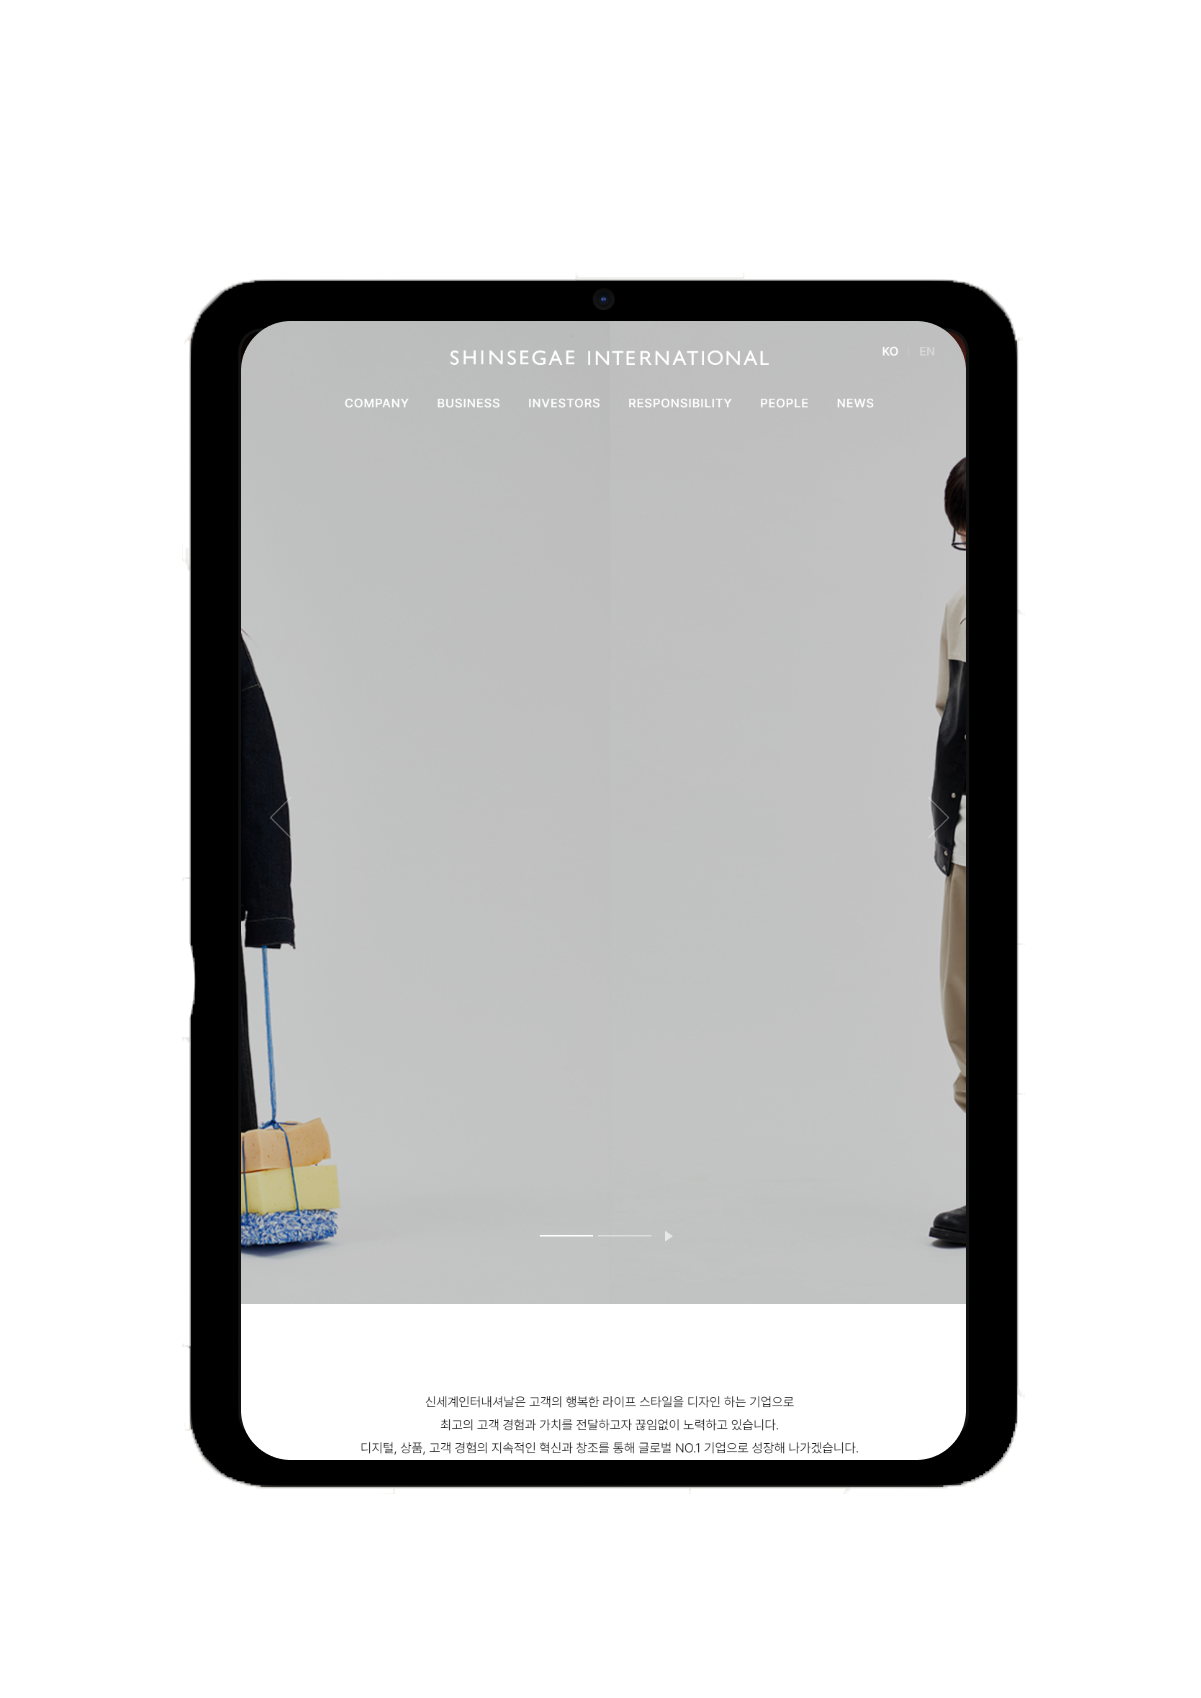 SHINSEGAE INTERNATIONAL
KO EN
COMPANY BUSINESS INVESTORS RESPONSIBILITY PEOPLE NEWS
신세계인터내셔날은 고객의 행복한 라이프 스타일을 디자인 하는 기업으로
최고의 고객 경험과 가치를 전달하고자 끊임없이 노력하고 있습니다.
디지털, 상품, 고객 경험의 지속적인 혁신과 창조를 통해 글로벌 NO.1 기업으로 성장해 나가겠습니다.